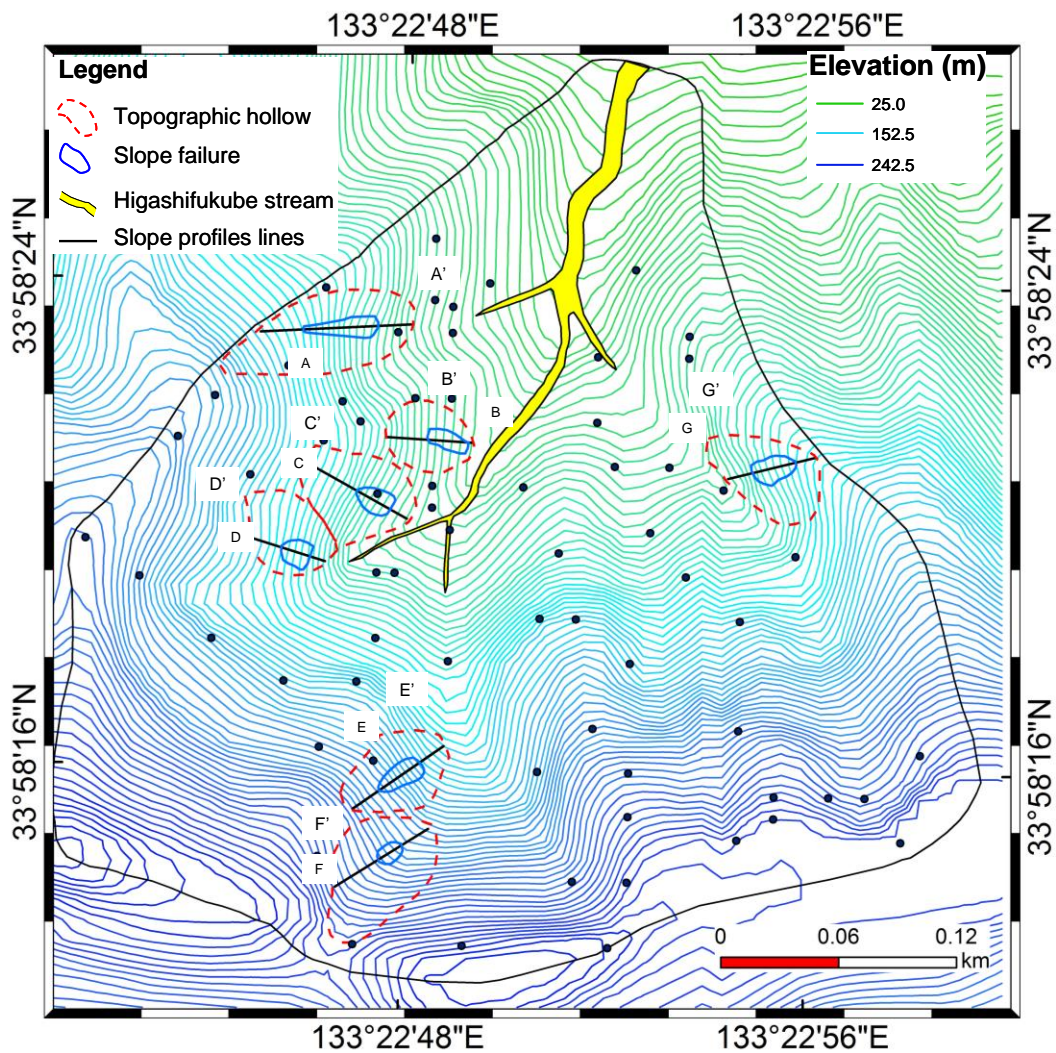 133°22'48"E 133°22'56"E
Legend
Topographic hollow
Slope failure
Higashifukube stream
Slope profiles lines
Elevation (m)
25.0
152.5
242.5
33°58'24"N
33°58'24"N
A'
A
B'
B
G'
G
C'
C
D'
D
33°58'16"N
33°58'16"N
E'
E
F'
F
0 0.06 0.12
km
133°22'48"E 133°22'56"E